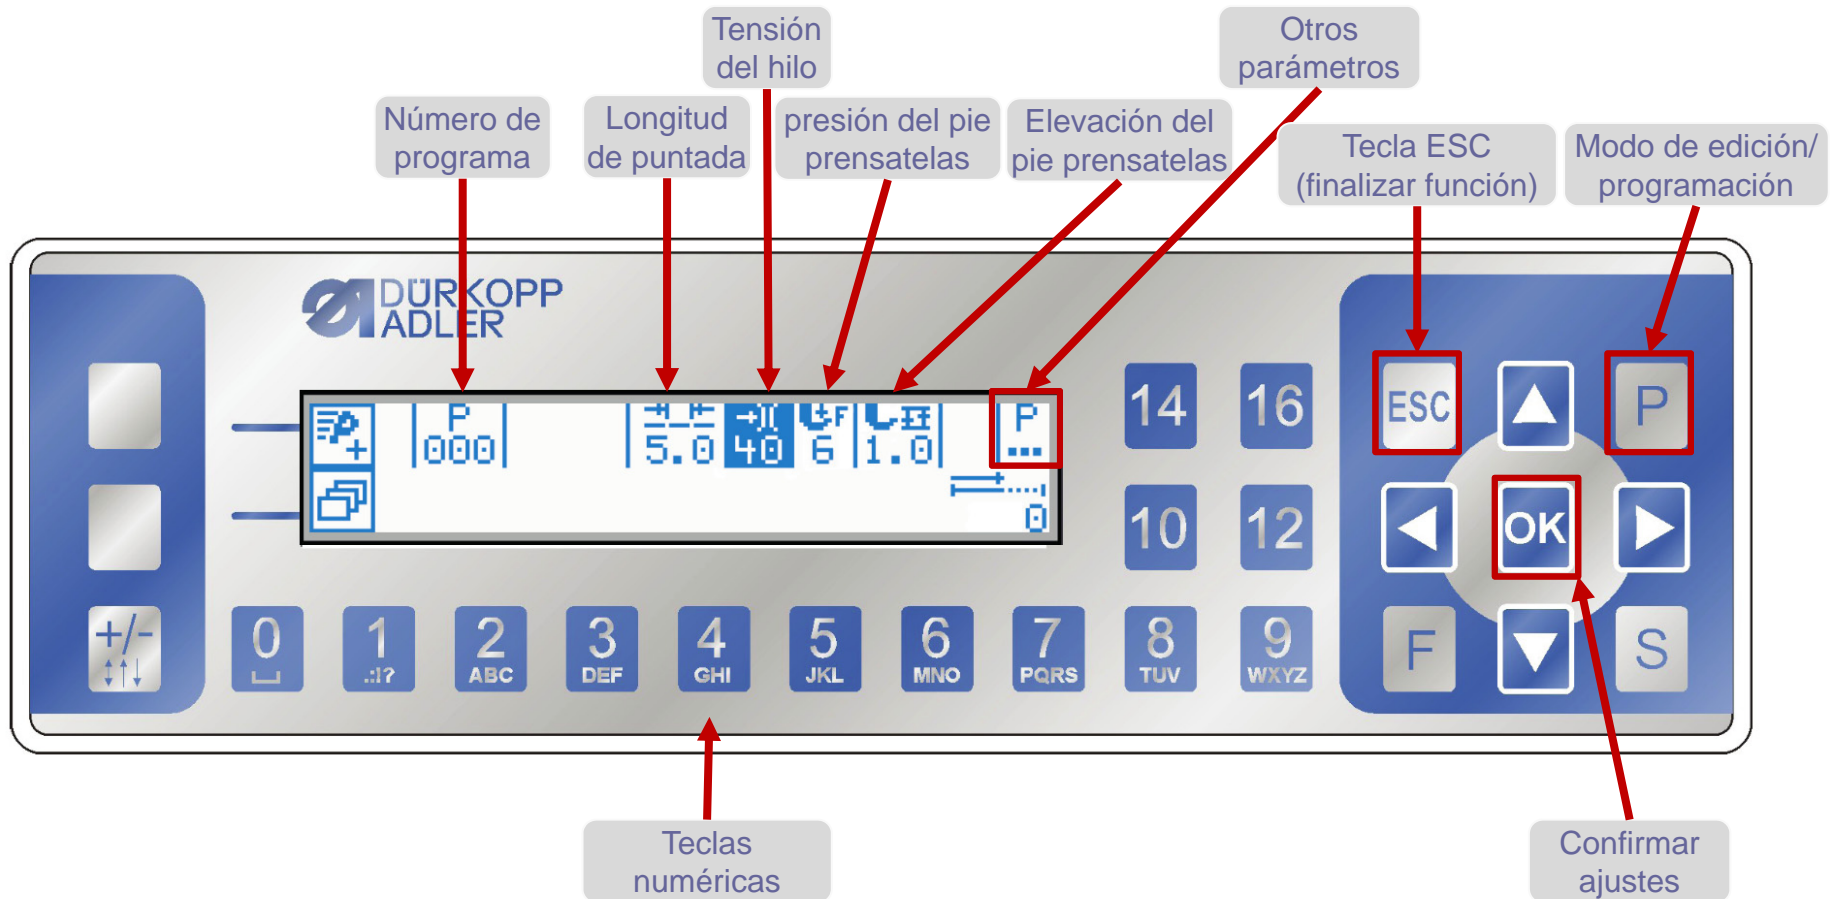 Tensión
del hilo
Otros
parámetros
Número de
programa
Longitud
de puntada
presión del pie
prensatelas
Elevación del
pie prensatelas
Tecla ESC
(finalizar función)
Modo de edición/
programación
DÜRKOPP
ADLER
P
000
5.0
40
F
6
1.0
P
...
0
14
16
10
12
ESC
P
OK
F
S
+/-
0
1
.:!?
2
ABC
3
DEF
4
GHI
5
JKL
6
MNO
7
PQRS
8
TUV
9
WXYZ
Teclas
numéricas
Confirmar
ajustes